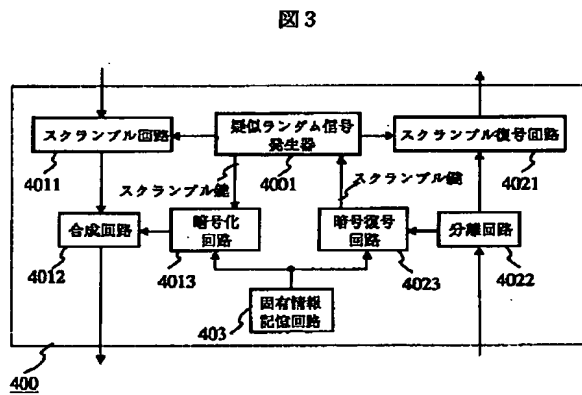 図3
スクランブル回路
4011
疑似ランダム信号
発生器
4001
スクランブル復号回路
4021
スクランブル鍵
スクランブル鍵
合成回路
4012
暗号化
回路
4013
暗号復号
回路
4023
分離回路
4022
固有情報
記憶回路
403
400